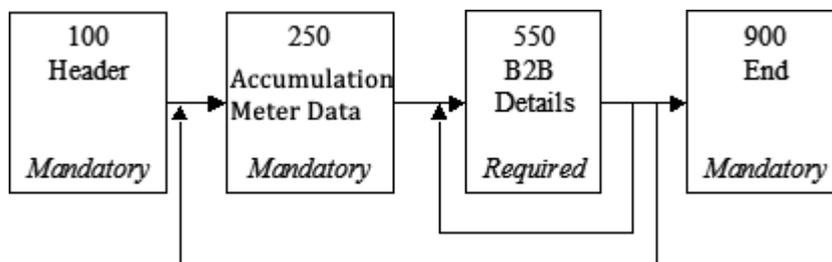 100
Header
Mandatory
250
Accumulation
Meter Data
Mandatory
550
B2B
Details
Required
900
End
Mandatory